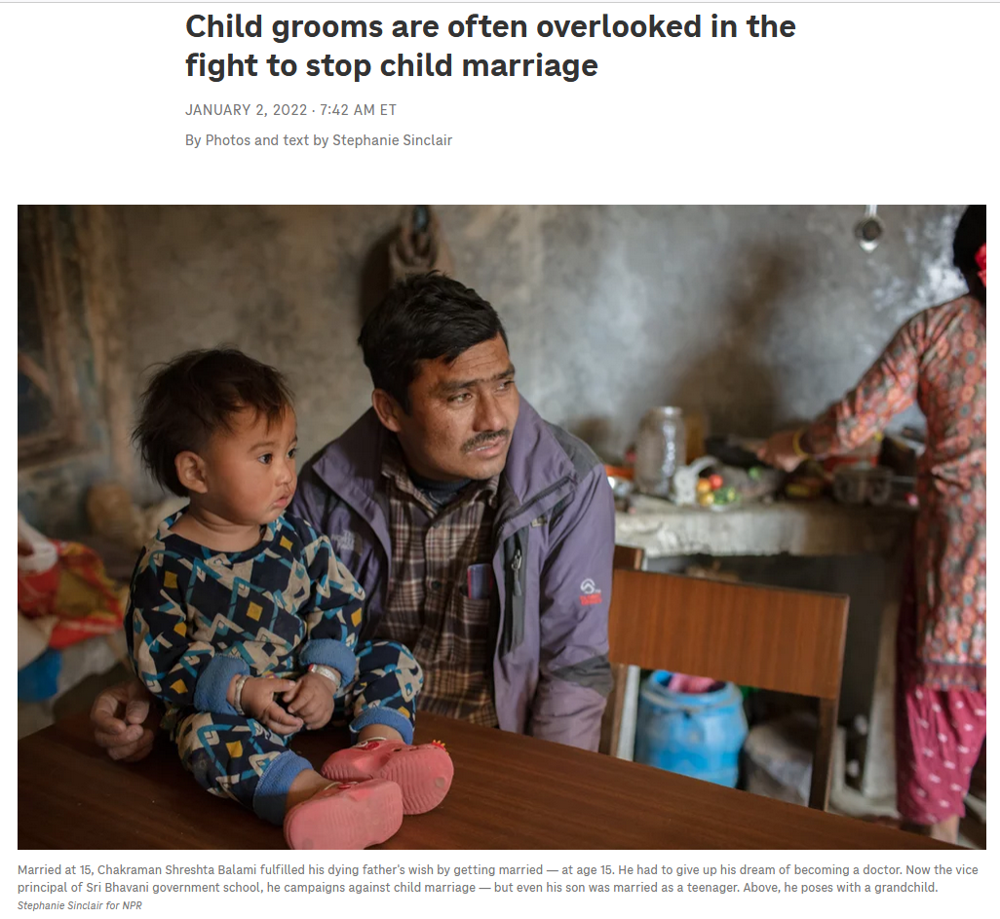 Child grooms are often overlooked in the
fight to stop child marriage
JANUARY 2, 2022 · 7:42 AM ET
By Photos and text by Stephanie Sinclair
Married at 15, Chakraman Shreshta Balami fulfilled his dying father's wish by getting married — at age 15. He had to give up his dream of becoming a doctor. Now the vice
principal of Sri Bhavani government school, he campaigns against child marriage — but even his son was married as a teenager. Above, he poses with a grandchild.
Stephanie Sinclair for NPR